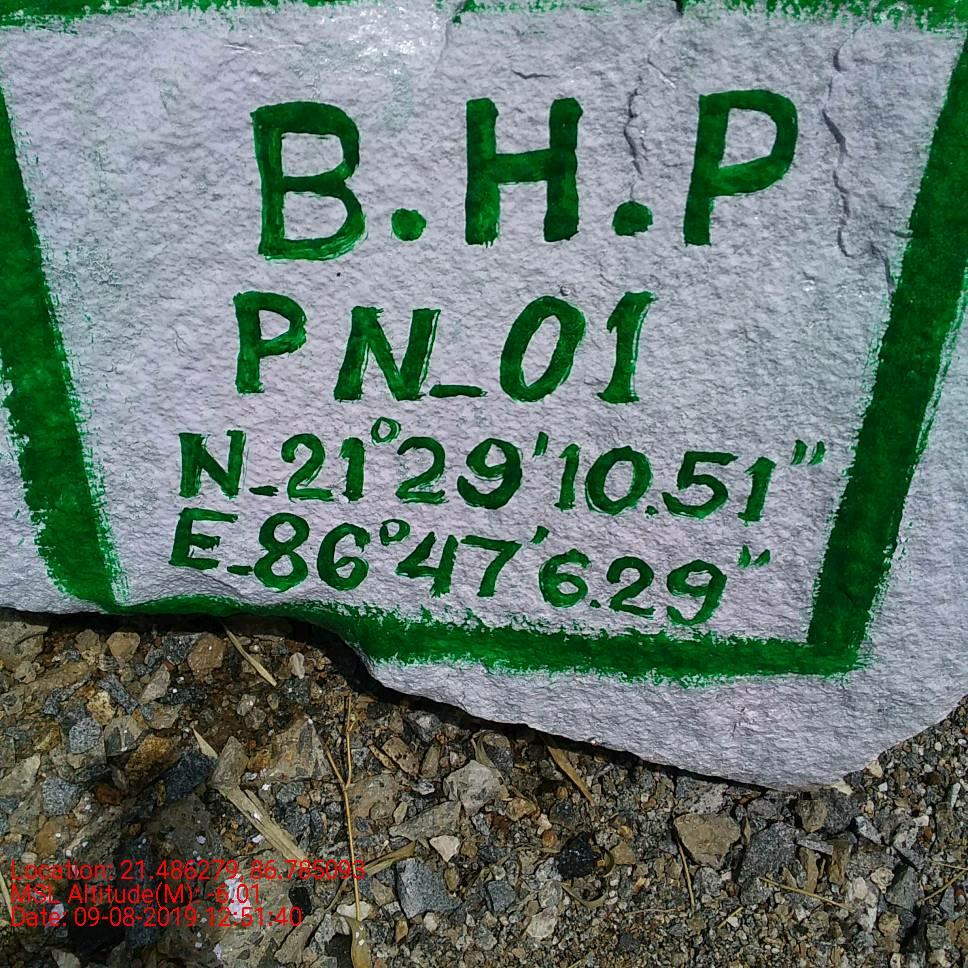 B.H.P
PN_01
N_21°29'10.51"
E_86°47'6.29"
Location: 21.486279, 86.785093
MSL Altitude(M): -6.01
Date: 09-08-2019 12:51:40